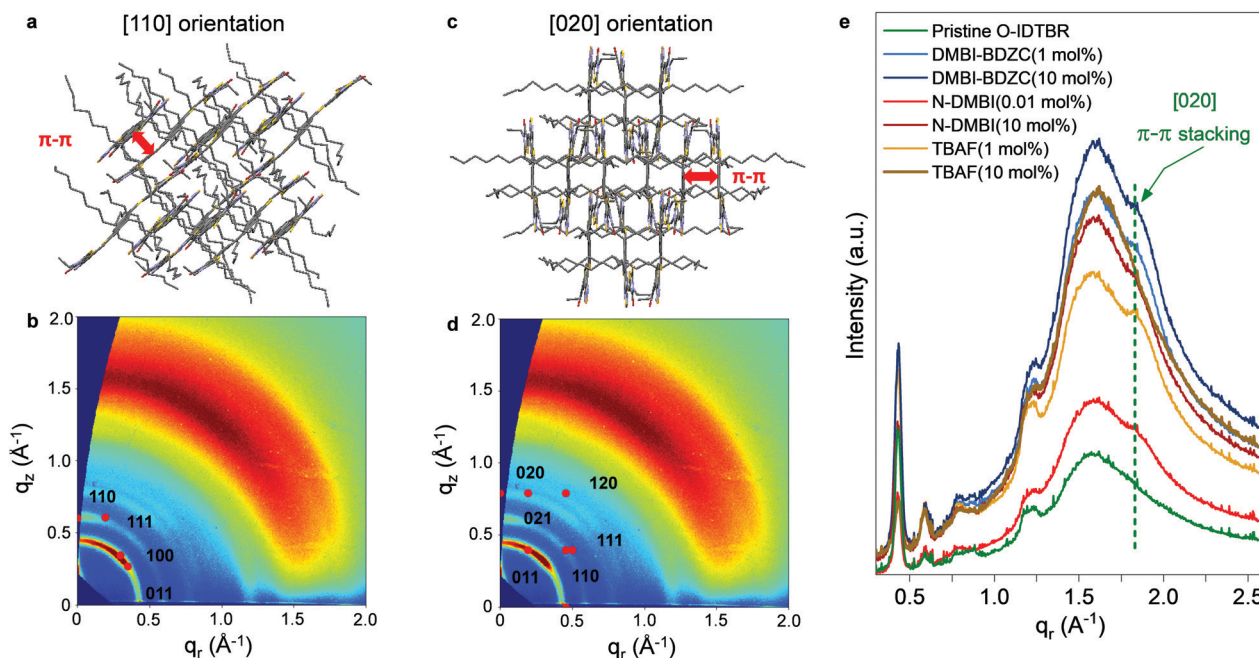 a
[110] orientation
π-π
b
2.0
1.5
1.0
0.5
0
qz (Å-1)
110
111
100
011
0 0.5 1.0 1.5 2.0
qr (Å-1)
c
[020] orientation
π-π
d
2.0
1.5
1.0
0.5
0
qz (Å-1)
020
120
021
111
011
110
0 0.5 1.0 1.5 2.0
qr (Å-1)
e
Pristine O-IDTBR
DMBI-BDZC(1 mol%)
DMBI-BDZC(10 mol%)
N-DMBI(0.01 mol%)
N-DMBI(10 mol%)
TBAF(1 mol%)
TBAF(10 mol%)
[020]
π-π stacking
Intensity (a.u.)
0.5 1.0 1.5 2.0 2.5
qr (A-1)